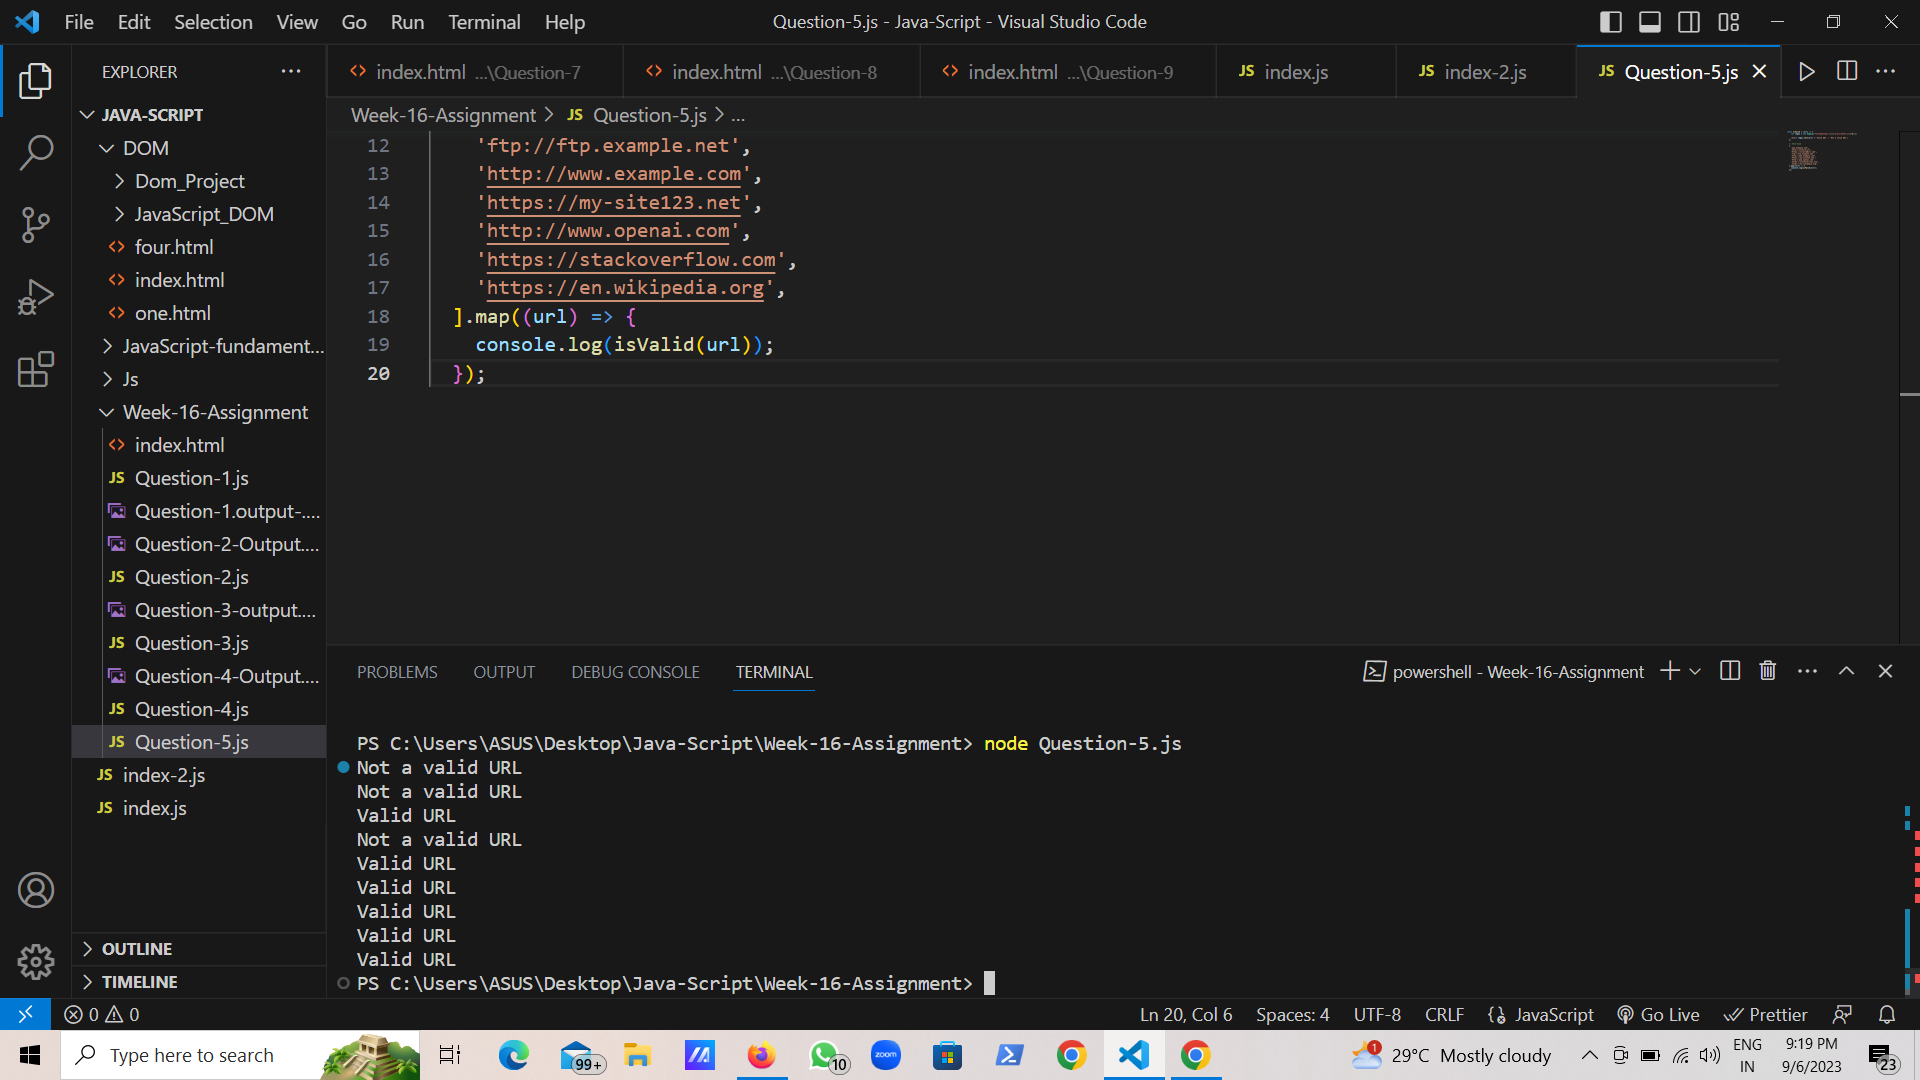 File Edit Selection View Go Run Terminal Help
Question-5.js - Java-Script - Visual Studio Code
EXPLORER
JAVA-SCRIPT
DOM
Dom_Project
JavaScript_DOM
four.html
index.html
one.html
JavaScript-fundament...
Js
Week-16-Assignment
index.html
JS Question-1.js
Question-1.output-....
Question-2-Output....
JS Question-2.js
Question-3-output....
JS Question-3.js
Question-4-Output....
JS Question-4.js
JS Question-5.js
JS index-2.js
JS index.js
OUTLINE
TIMELINE
index.html ...\Question-7
index.html ...\Question-8
index.html ...\Question-9
JS index.js
JS index-2.js
JS Question-5.js
Week-16-Assignment > JS Question-5.js > ...
12 'ftp://ftp.example.net',
13 'http://www.example.com',
14 'https://my-site123.net',
15 'http://www.openai.com',
16 'https://stackoverflow.com',
17 'https://en.wikipedia.org',
18 ].map((url) => {
19 console.log(isValid(url));
20 });
PROBLEMS OUTPUT DEBUG CONSOLE TERMINAL
powershell - Week-16-Assignment
PS C:\Users\ASUS\Desktop\Java-Script\Week-16-Assignment> node Question-5.js
Not a valid URL
Not a valid URL
Valid URL
Not a valid URL
Valid URL
Valid URL
Valid URL
Valid URL
Valid URL
PS C:\Users\ASUS\Desktop\Java-Script\Week-16-Assignment>
0 0
Ln 20, Col 6 Spaces: 4 UTF-8 CRLF JavaScript Go Live Prettier
Type here to search
99+
10
zoom
1
29°C Mostly cloudy
ENG
IN
9:19 PM
9/6/2023
23